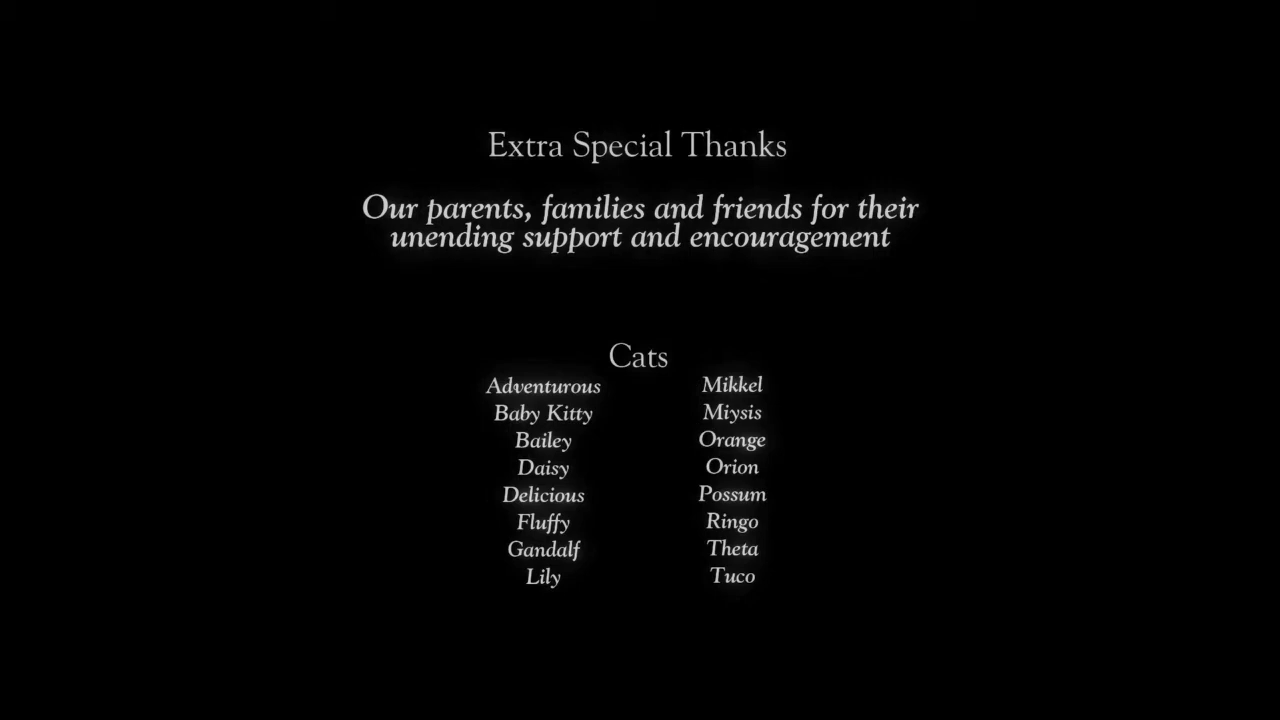 Extra Special Thanks
Our parents, families and friends for their
unending support and encouragement
Cats
Adventurous
Baby Kitty
Bailey
Daisy
Delicious
Fluffy
Gandalf
Lily
Mikkel
Miysis
Orange
Orion
Possum
Ringo
Theta
Tuco